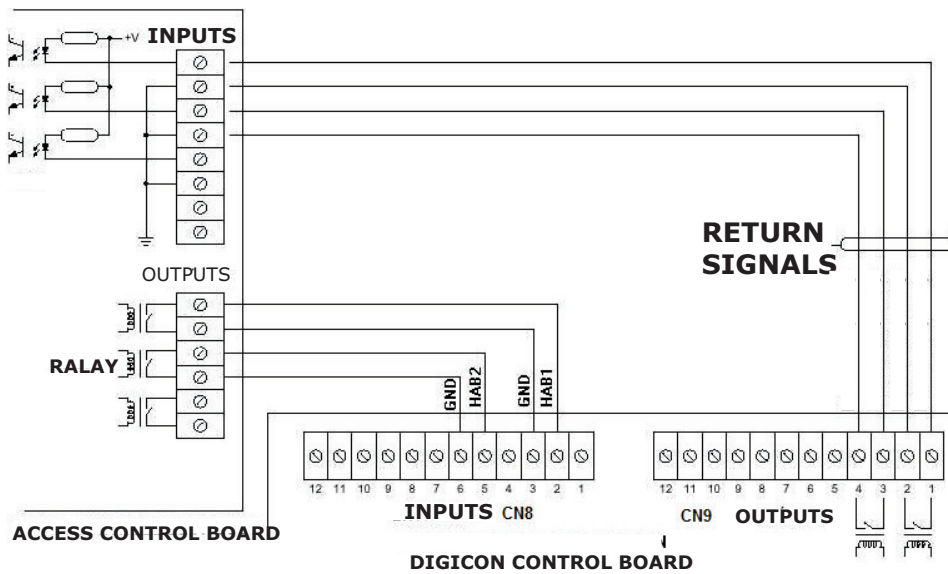 +V INPUTS
OUTPUTS
RALAY
RETURN
SIGNALS
GND
HAB2
GND
HAB1
12 11 10 9 8 7 6 5 4 3 2 1
12 11 10 9 8 7 6 5 4 3 2 1
INPUTS CN8
CN9 OUTPUTS
ACCESS CONTROL BOARD
DIGICON CONTROL BOARD